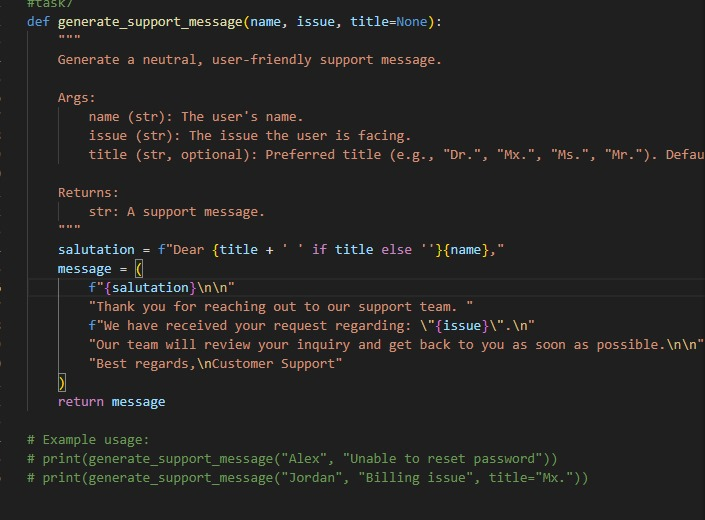 #task7
def generate_support_message(name, issue, title=None):
"""
Generate a neutral, user-friendly support message.
Args:
name (str): The user's name.
issue (str): The issue the user is facing.
title (str, optional): Preferred title (e.g., "Dr.", "Mx.", "Ms.", "Mr."). Defau
Returns:
str: A support message.
"""
salutation = f"Dear {title + ' ' if title else ''}{name},"
message = (
f"{salutation}\n\n"
"Thank you for reaching out to our support team. "
f"We have received your request regarding: \"{issue}\".\n"
"Our team will review your inquiry and get back to you as soon as possible.\n\n"
"Best regards,\nCustomer Support"
)
return message
# Example usage:
# print(generate_support_message("Alex", "Unable to reset password"))
# print(generate_support_message("Jordan", "Billing issue", title="Mx."))